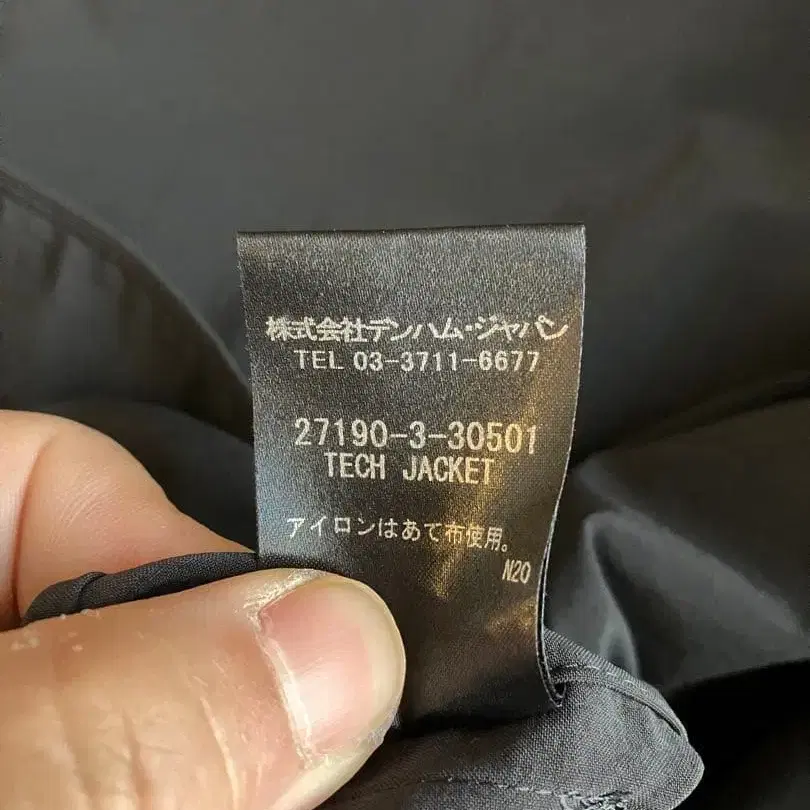 株式会社デンハム・ジャパン
TEL 03-3711-6677
27190-3-30501
TECH JACKET
アイロンはあて布使用。
N20